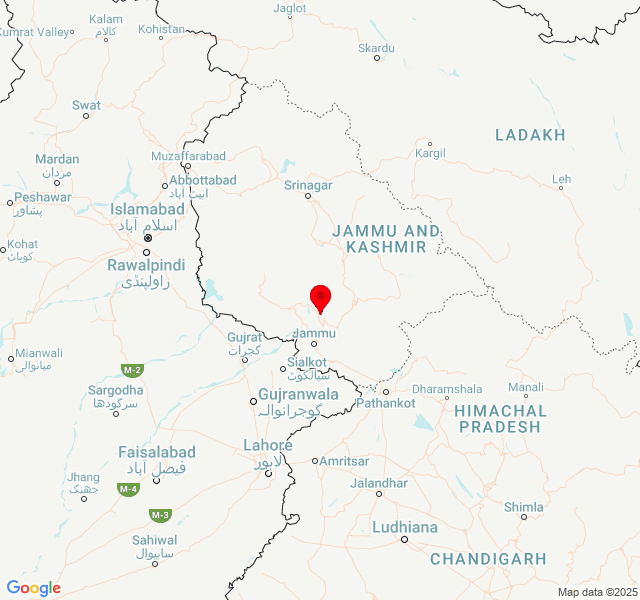 Jaglot
Kalam
كالام
Kohistan
Kumrat Valley
Skardu
Swat
LADAKH
Kargil
Muzaffarabad
Mardan
مردان
Leh
Abbottabad
ایبٹ آباد
Srinagar
Peshawar
پشاور
Islamabad
اسلام آباد
JAMMU AND
KASHMIR
Kohat
کوہاٹ
Rawalpindi
راولپنڈی
Jammu
Gujrat
گجرات
Mianwali
میانوالی
M-2
Sialkot
سیالکوٹ
Sargodha
سرگودھا
Gujranwala
گوجرانوالہ
Pathankot
Dharamshala
Manali
HIMACHAL
PRADESH
Lahore
لاہور
Faisalabad
فیصل آباد
Amritsar
Jhang
جھنگ
M-4
Jalandhar
Shimla
M-3
Ludhiana
Sahiwal
ساہیوال
CHANDIGARH
Google
Map data ©2025